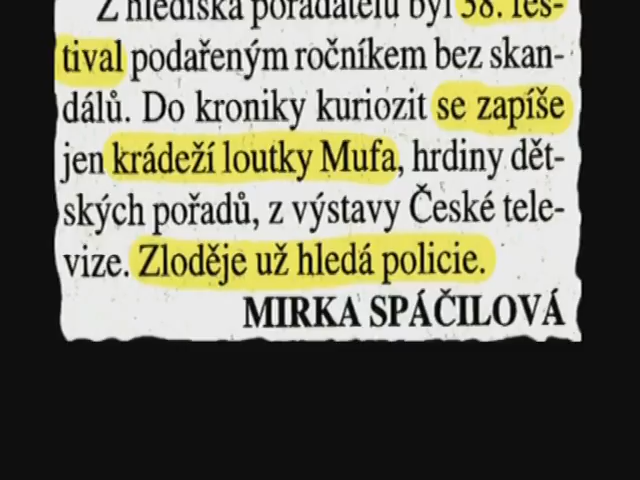 Z hlediska pořadatelů byl 38. fes-
tival podařeným ročníkem bez skan-
dálů. Do kroniky kuriozit se zapíše
jen krádeží loutky Mufa, hrdiny dět-
ských pořadů, z výstavy České tele-
vize. Zloděje už hledá policie.
MIRKA SPÁČILOVÁ